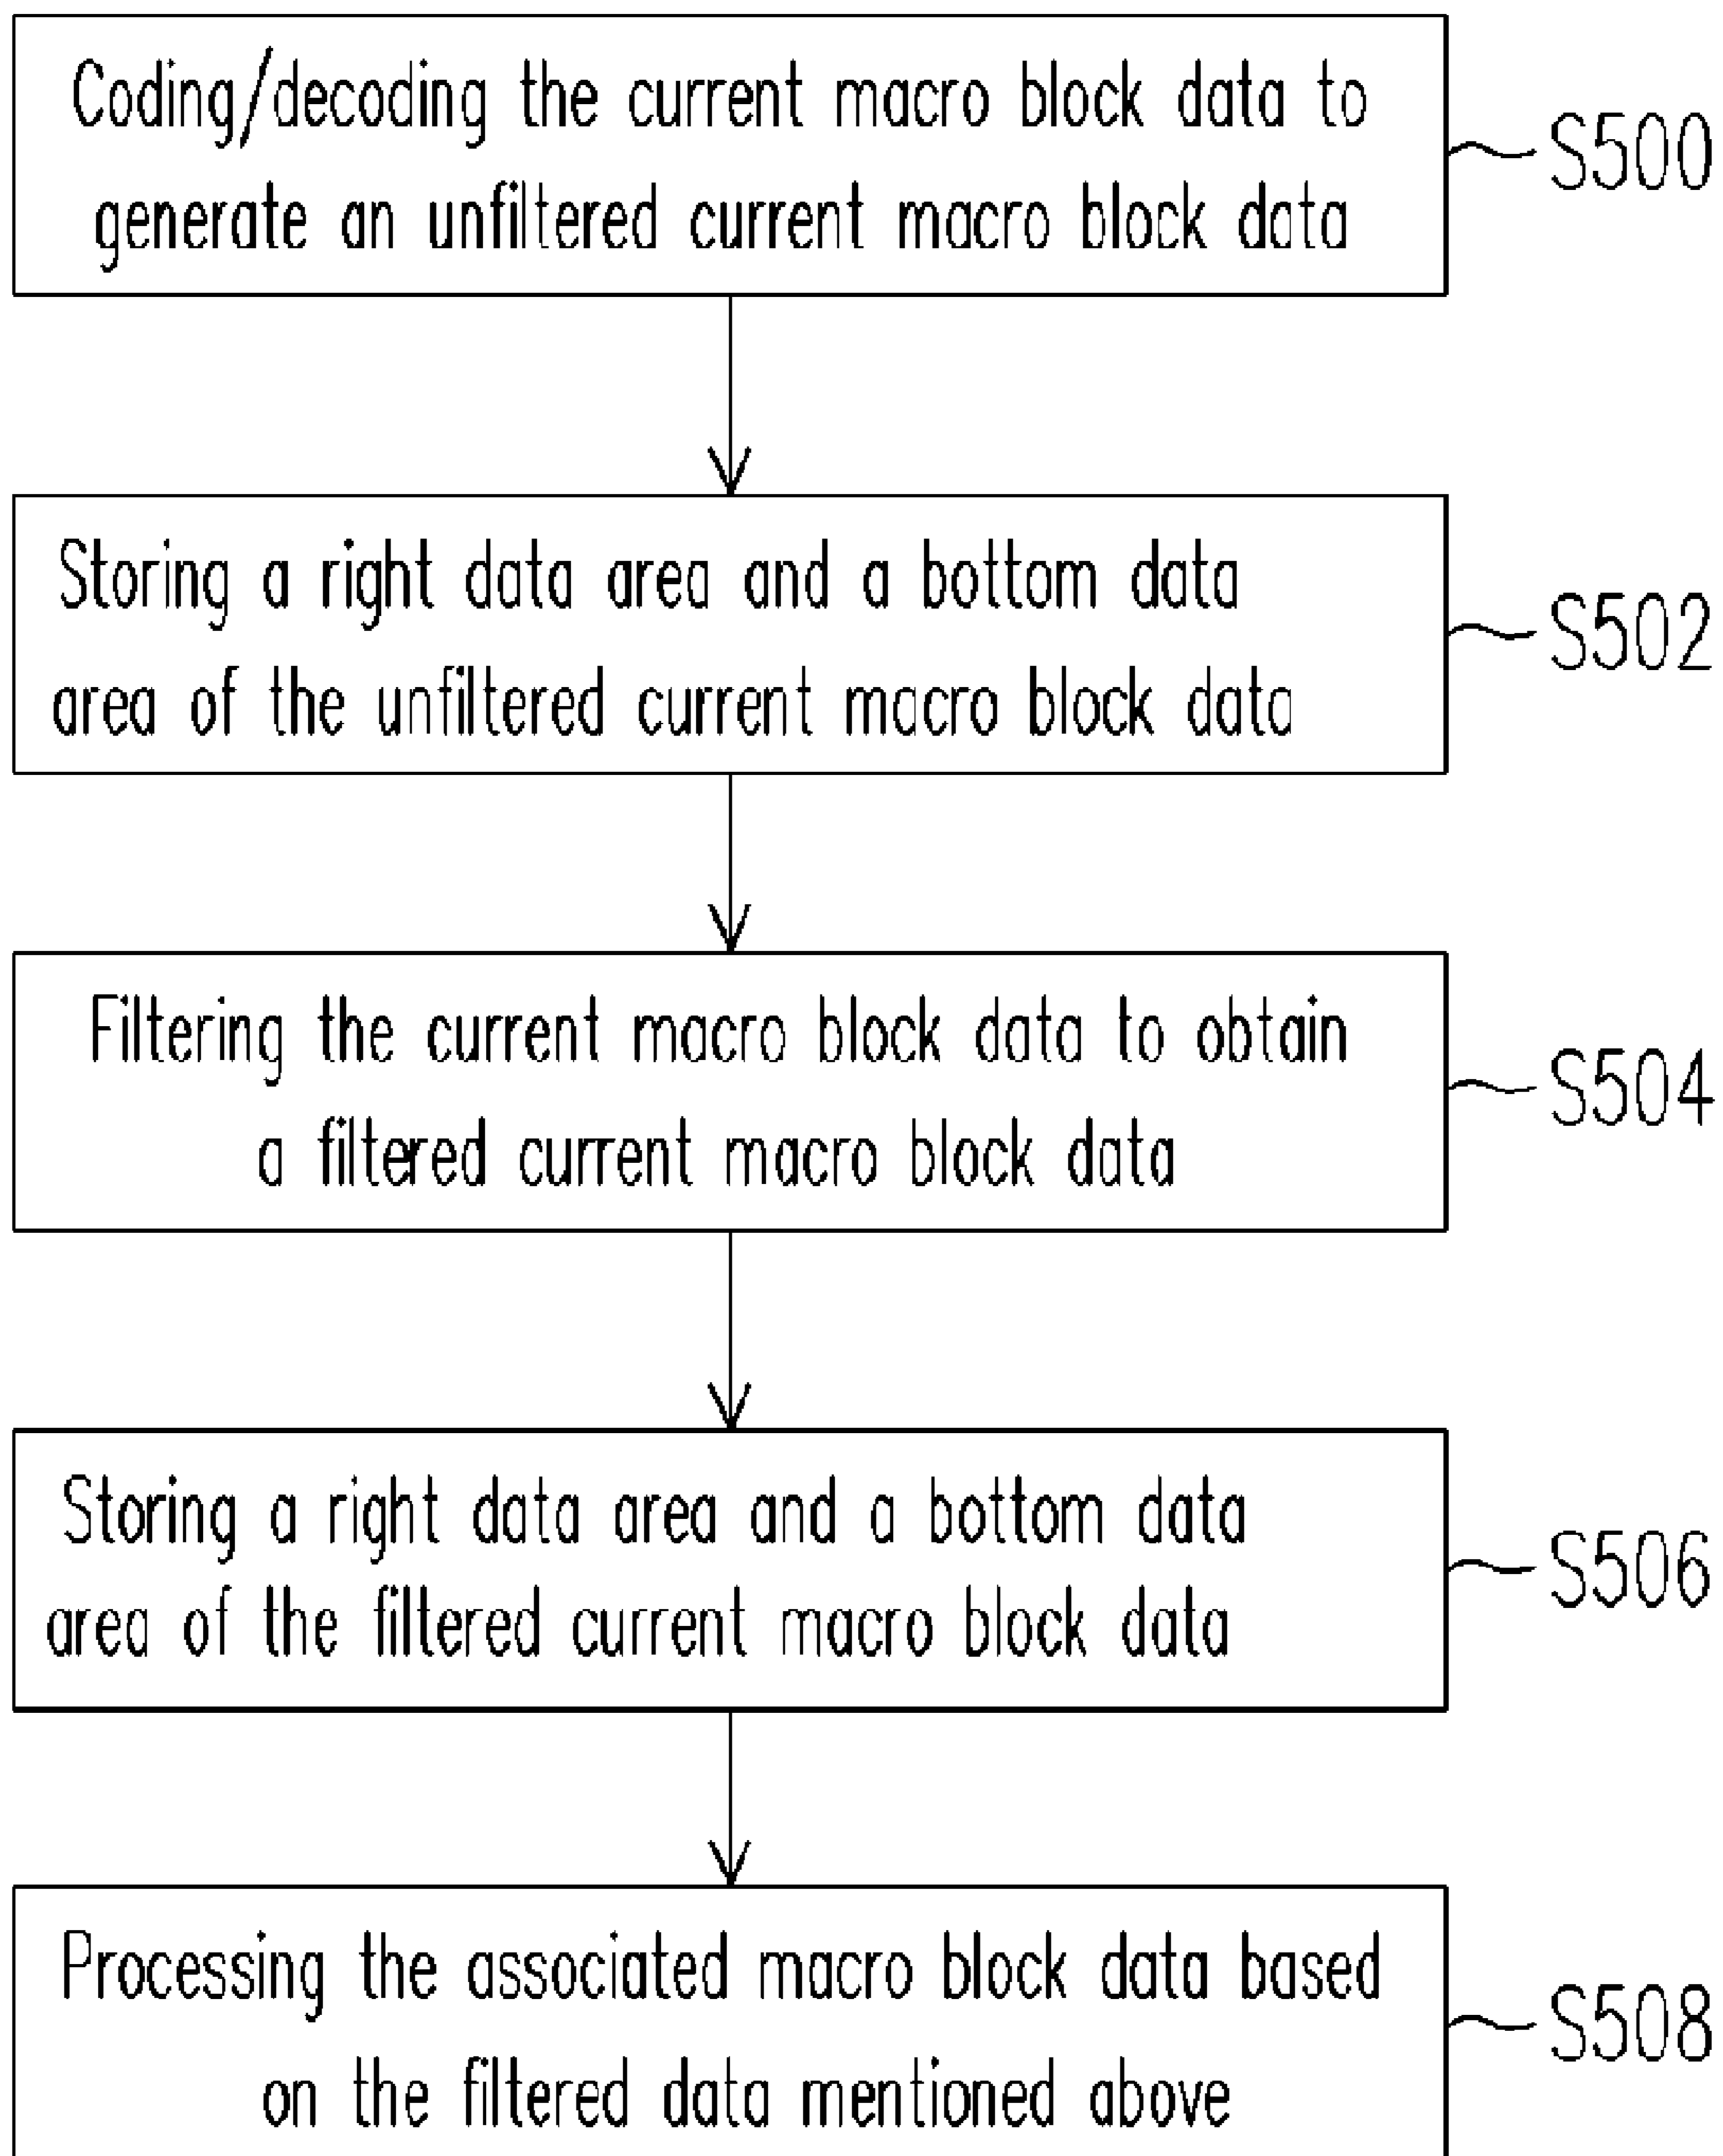 Coding/decoding the current macro block data to
generate an unfiltered current macro block data
S500
Storing a right data area and a bottom data
area of the unfiltered current macro block data
S502
Filtering the current macro block data to obtain
a filtered current macro block data
S504
Storing a right data area and a bottom data
area of the filtered current macro block data
S506
Processing the associated macro block data based
on the filtered data mentioned above
S508